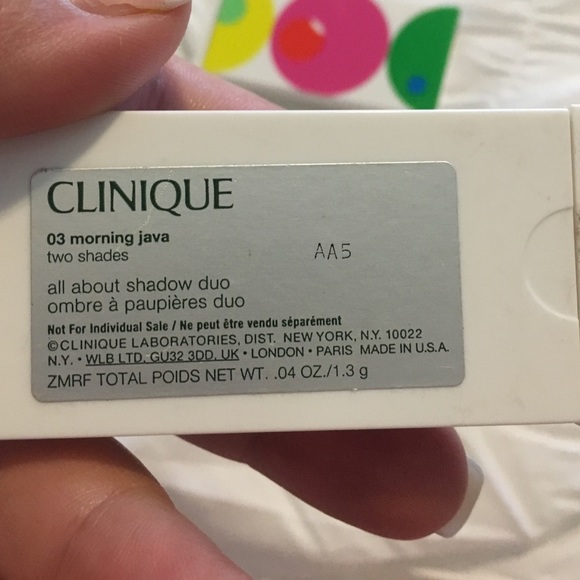 CLINIQUE
03 morning java
two shades
AA5
all about shadow duo
ombre à paupières duo
Not For Individual Sale / Ne peut être vendu séparément
©CLINIQUE LABORATORIES, DIST. NEW YORK, N.Y. 10022
N.Y. • WLB LTD. GU32 3DD. UK • LONDON • PARIS MADE IN U.S.A.
ZMRF TOTAL POIDS NET WT. .04 OZ./1.3 g